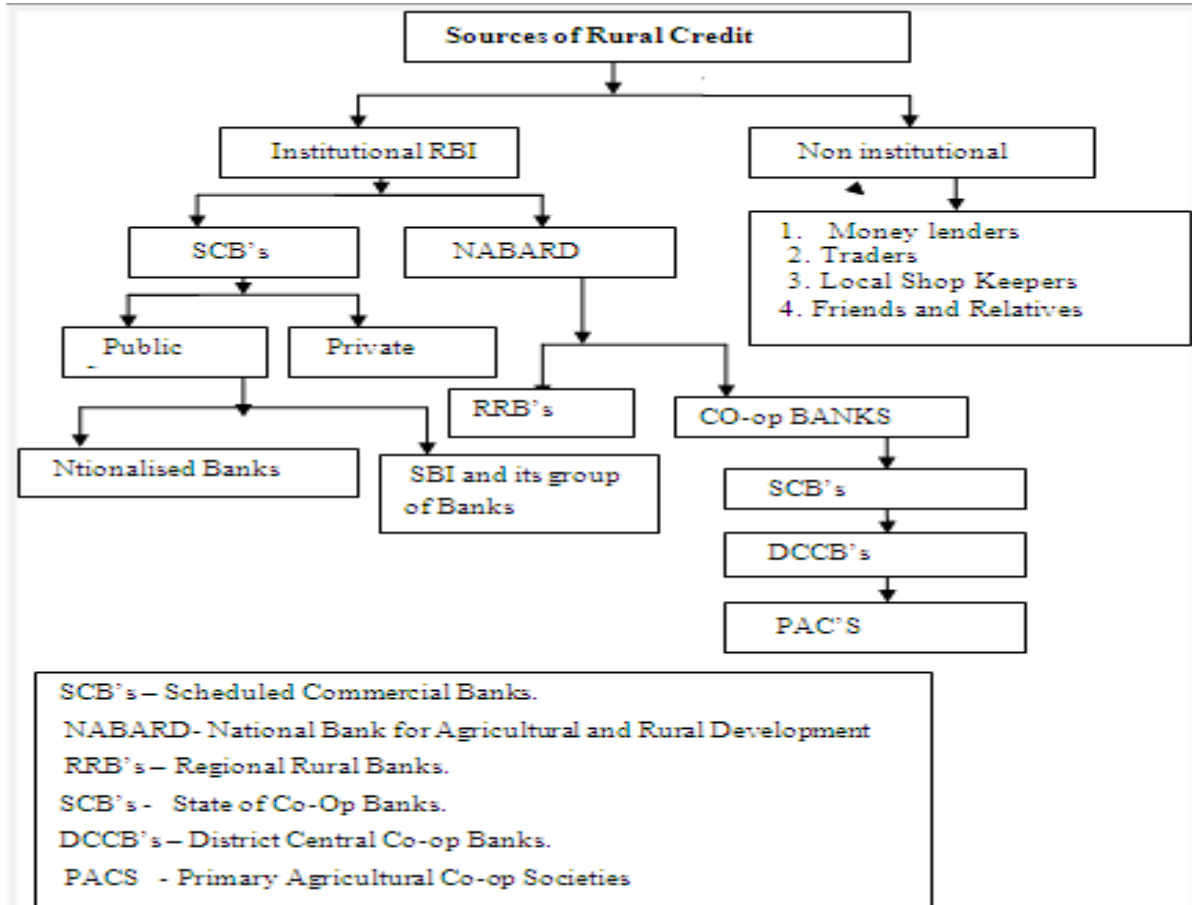 Sources of Rural Credit
Institutional RBI
Non institutional
SCB's
NABARD
1. Money lenders
2. Traders
3. Local Shop Keepers
4. Friends and Relatives
Public
Private
RRB's
CO-op BANKS
Ntionalised Banks
SBI and its group
of Banks
SCB's
DCCB's
PAC'S
SCB's – Scheduled Commercial Banks.
NABARD- National Bank for Agricultural and Rural Development
RRB's – Regional Rural Banks.
SCB's - State of Co-Op Banks.
DCCB's – District Central Co-op Banks.
PACS - Primary Agricultural Co-op Societies